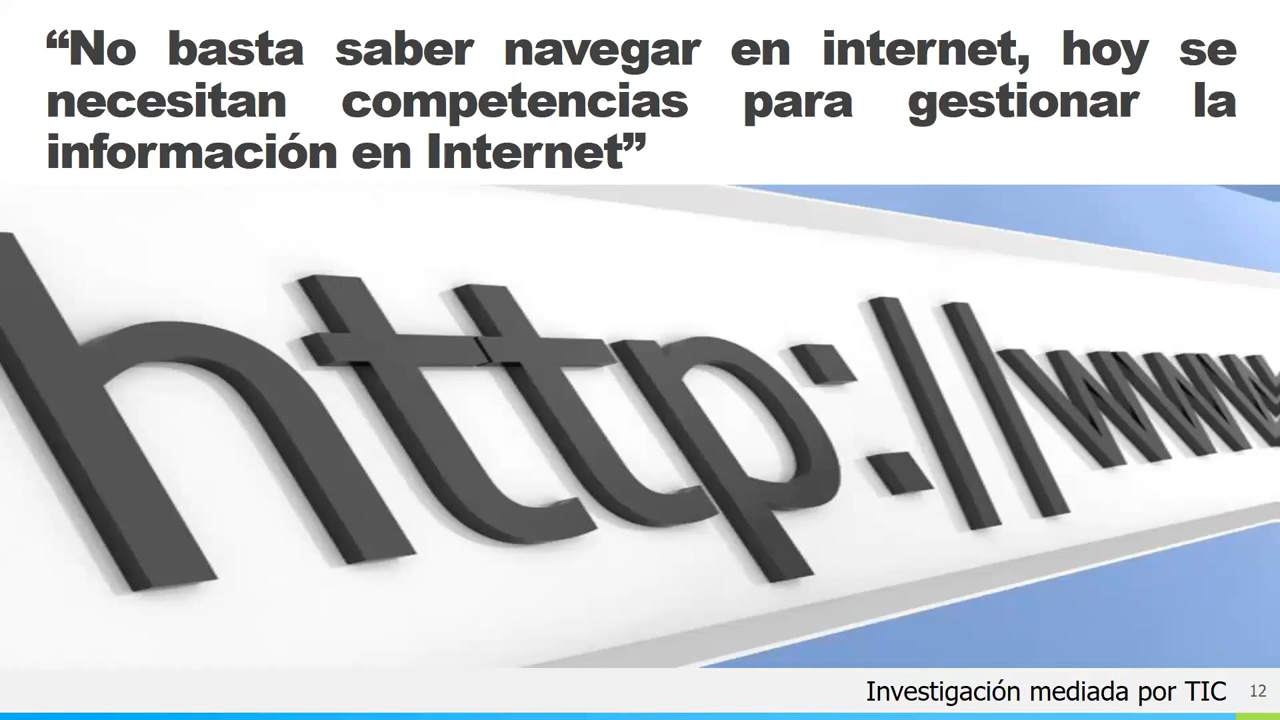 “No basta saber navegar en internet, hoy se
necesitan competencias para gestionar la
información en Internet”
http://www
Investigación mediada por TIC
12